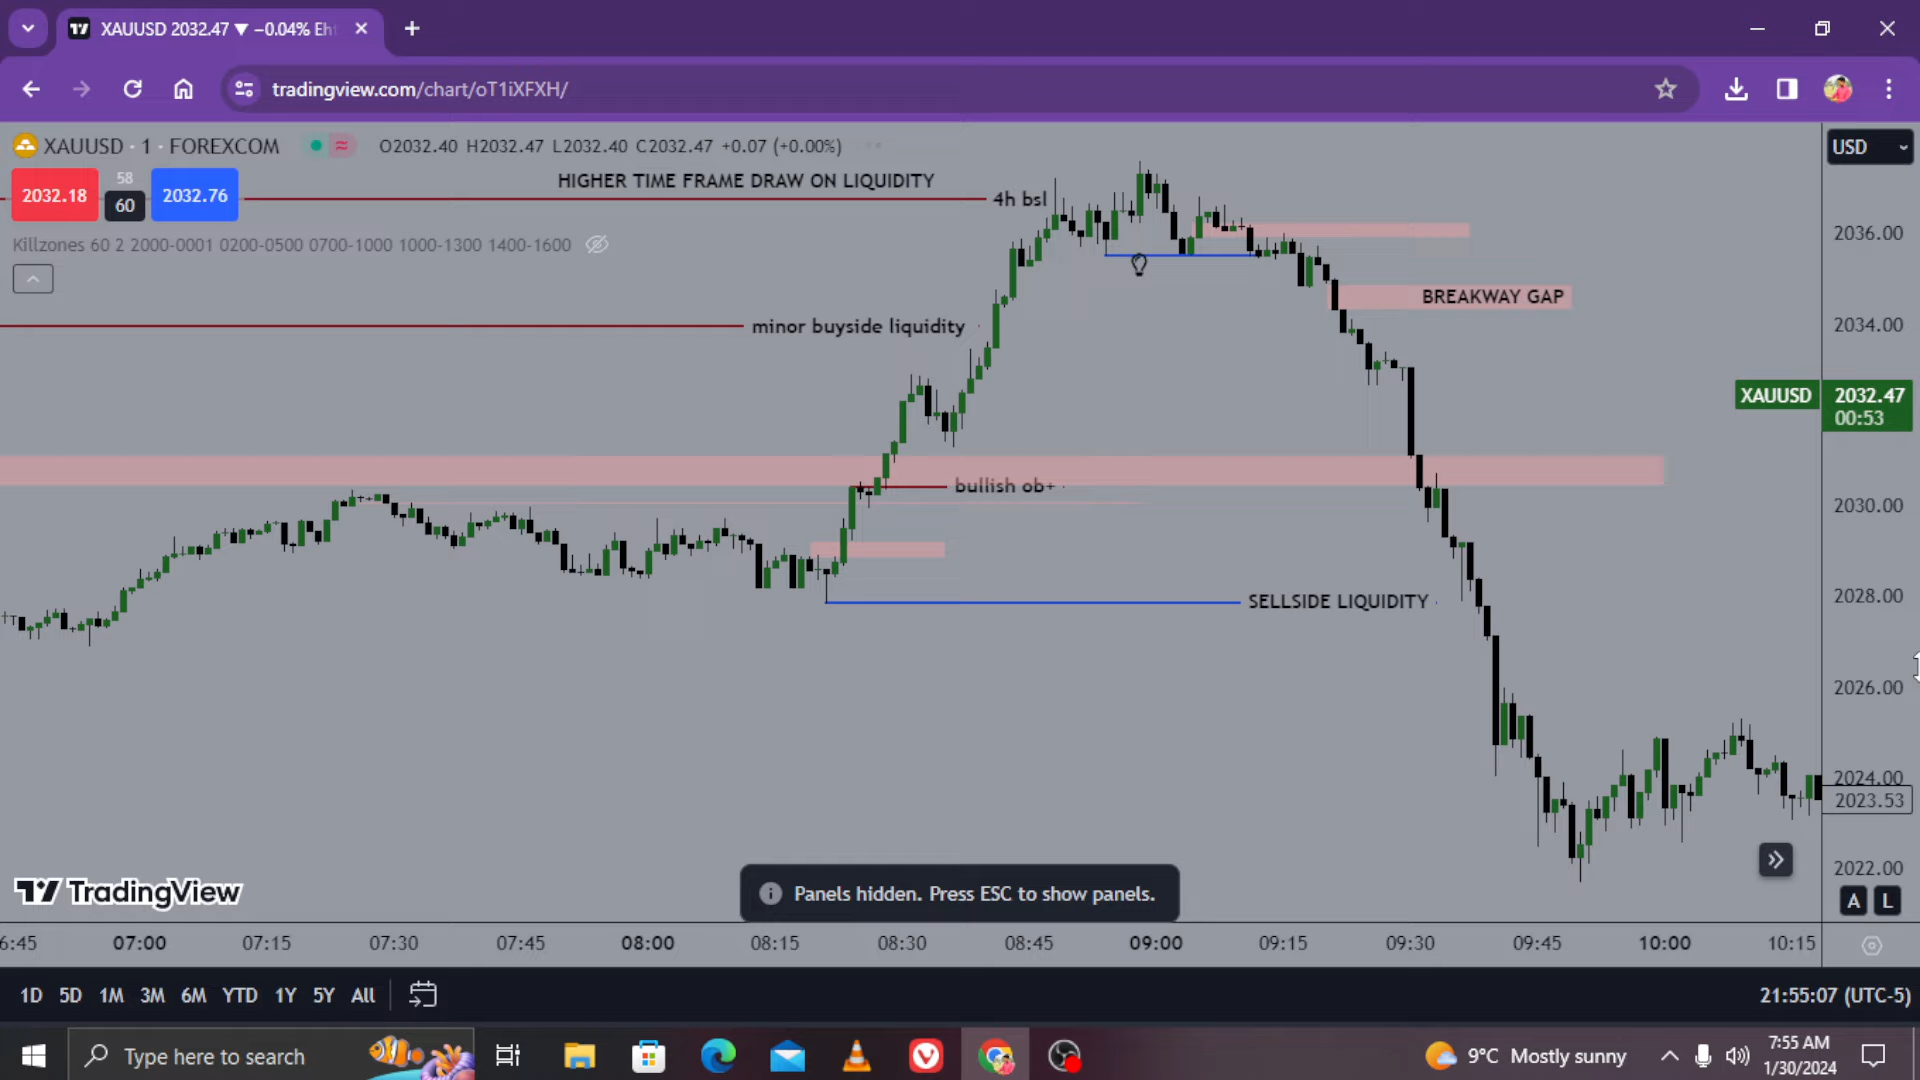 XAUUSD 2032.47 ▼ −0.04% Eh
tradingview.com/chart/oT1iXFXH/
XAUUSD · 1 · FOREXCOM O2032.40 H2032.47 L2032.40 C2032.47 +0.07 (+0.00%)
USD
2032.18
58
60
2032.76
HIGHER TIME FRAME DRAW ON LIQUIDITY
4h bsl
Killzones 60 2 2000-0001 0200-0500 0700-1000 1000-1300 1400-1600
2036.00
BREAKWAY GAP
minor buyside liquidity
2034.00
XAUUSD 2032.47
00:53
bullish ob+
2030.00
SELLSIDE LIQUIDITY
2028.00
2026.00
2024.00
2023.53
2022.00
TradingView
Panels hidden. Press ESC to show panels.
A L
6:45 07:00 07:15 07:30 07:45 08:00 08:15 08:30 08:45 09:00 09:15 09:30 09:45 10:00 10:15
1D 5D 1M 3M 6M YTD 1Y 5Y All
21:55:07 (UTC-5)
Type here to search
9°C Mostly sunny
7:55 AM
1/30/2024